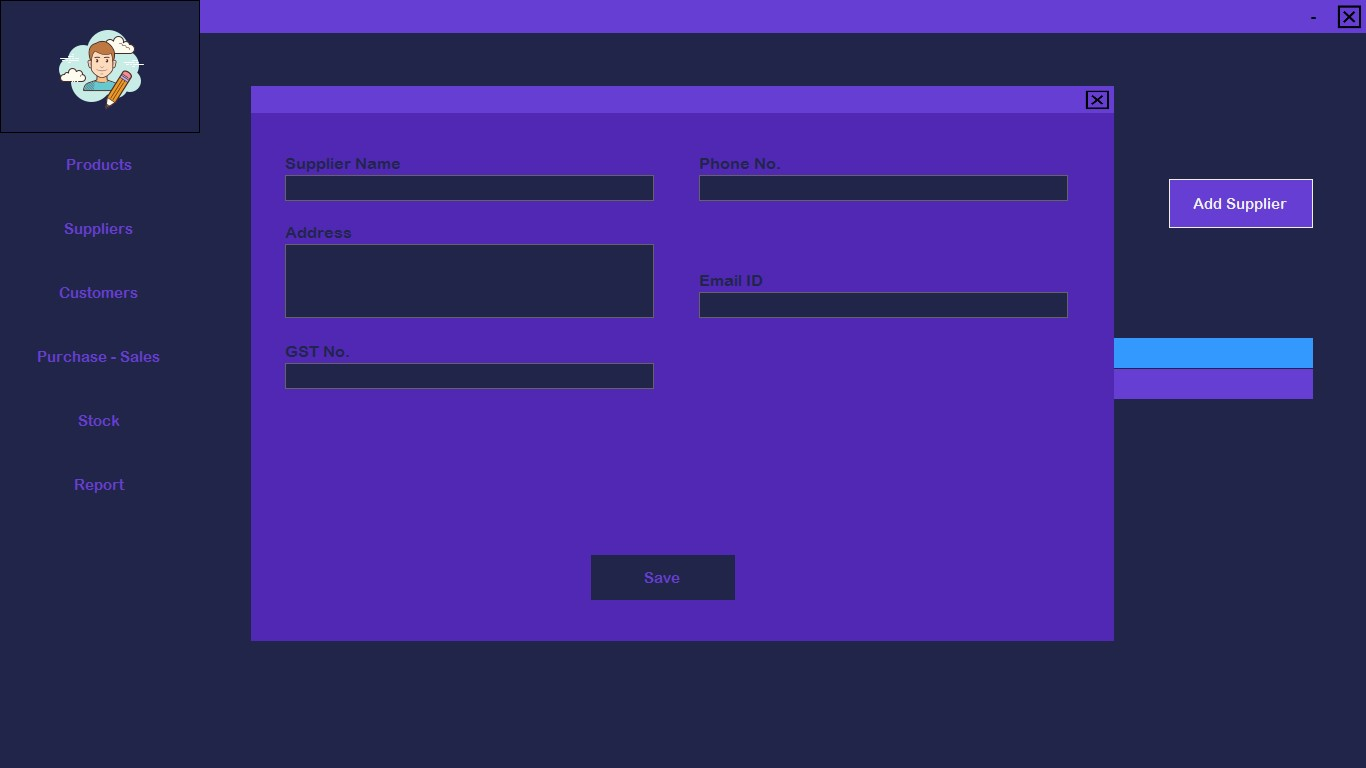 -
Products
Suppliers
Customers
Purchase - Sales
Stock
Report
Supplier Name
Phone No.
Address
Email ID
GST No.
Save
Add Supplier